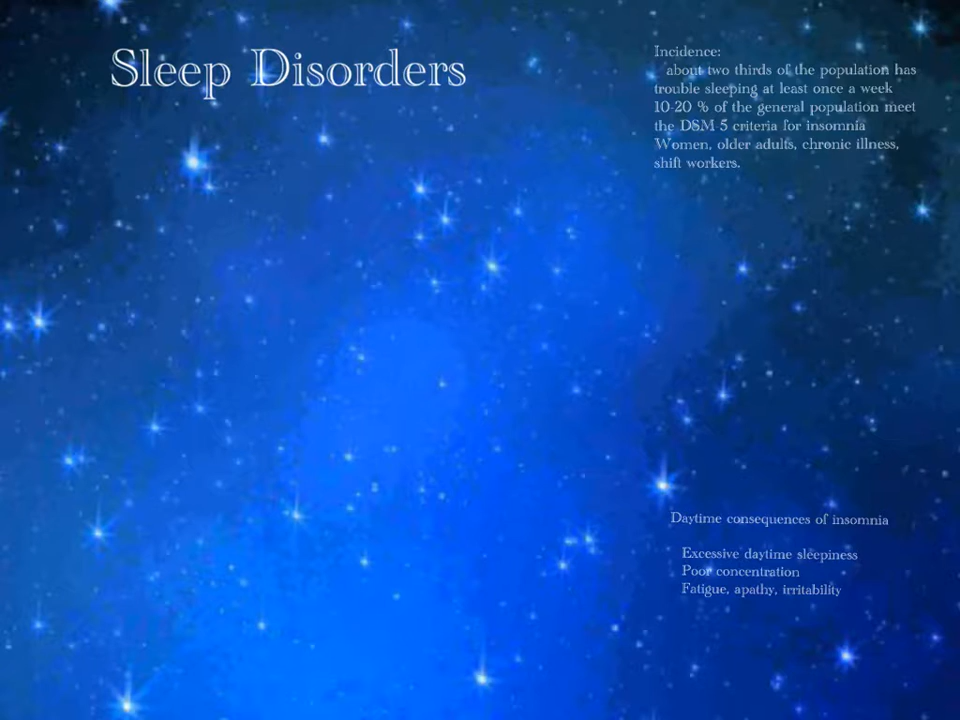 Sleep Disorders
Incidence:
about two thirds of the population has
trouble sleeping at least once a week
10-20 % of the general population meet
the DSM-5 criteria for insomnia
Women, older adults, chronic illness,
shift workers.
Daytime consequences of insomnia
Excessive daytime sleepiness
Poor concentration
Fatigue, apathy, irritability